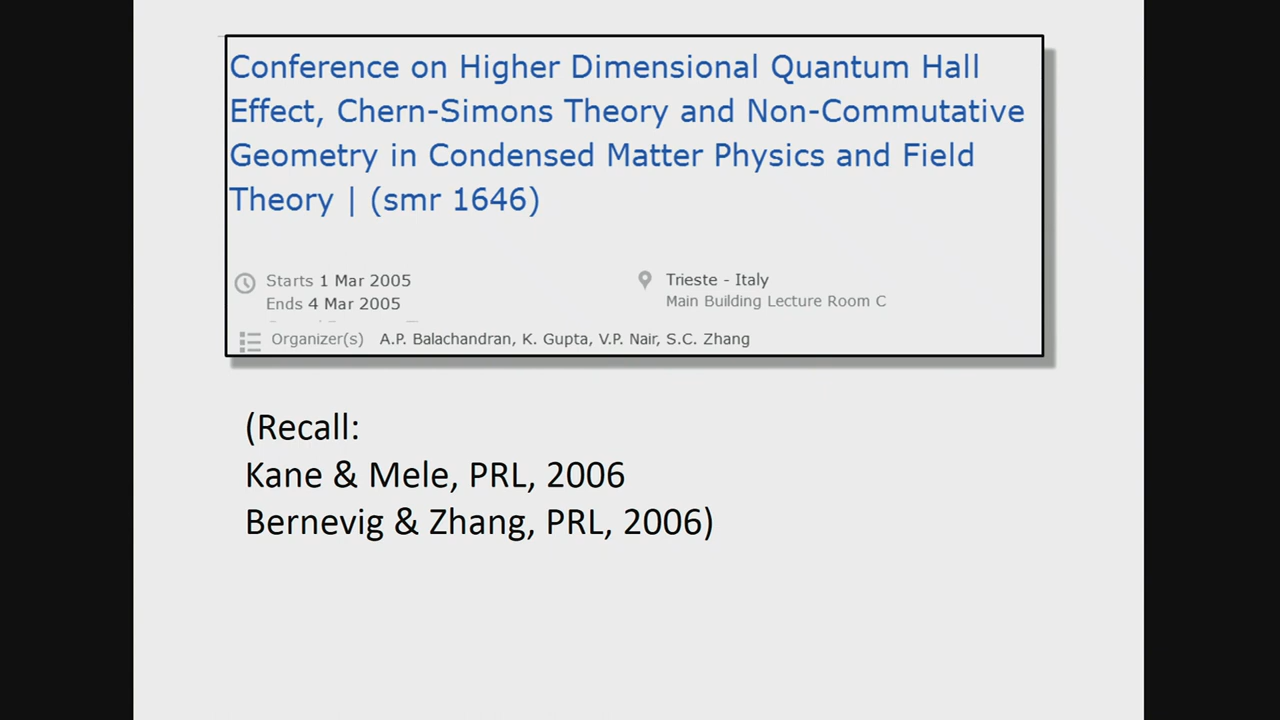 Conference on Higher Dimensional Quantum Hall
Effect, Chern-Simons Theory and Non-Commutative
Geometry in Condensed Matter Physics and Field
Theory | (smr 1646)
Starts 1 Mar 2005
Ends 4 Mar 2005
Trieste - Italy
Main Building Lecture Room C
Organizer(s) A.P. Balachandran, K. Gupta, V.P. Nair, S.C. Zhang
(Recall:
Kane & Mele, PRL, 2006
Bernevig & Zhang, PRL, 2006)